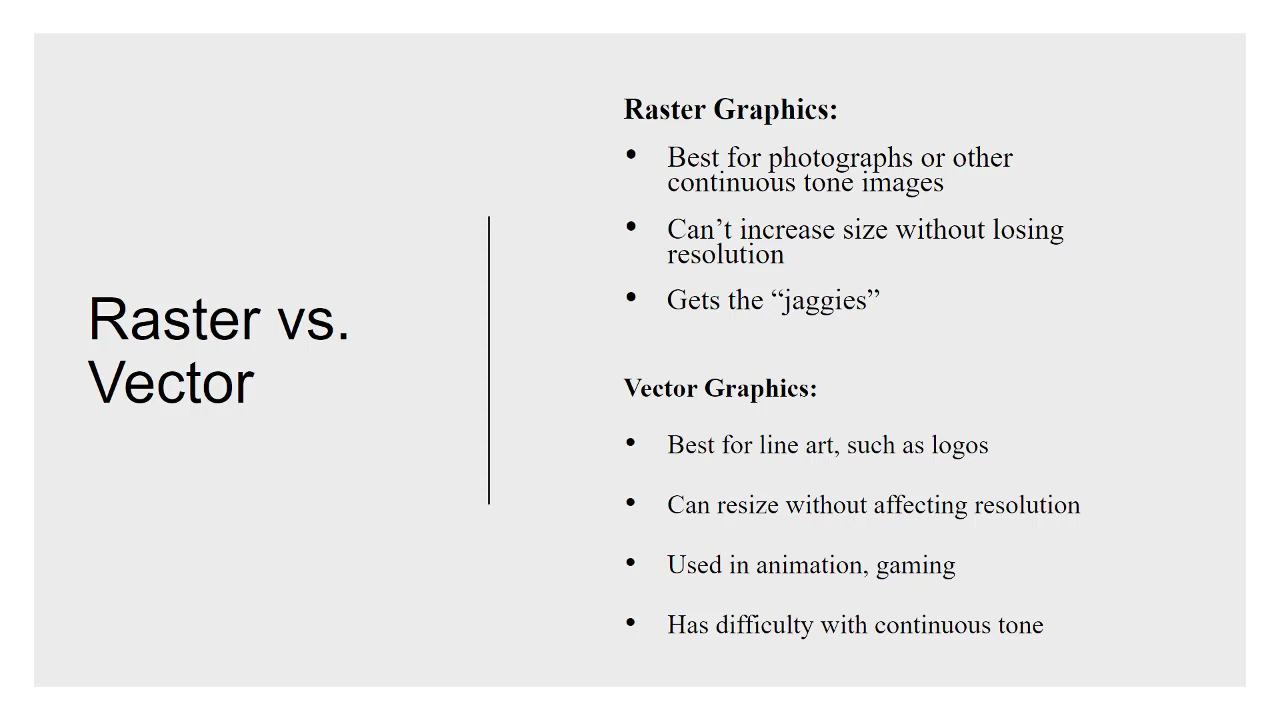 Raster vs.
Vector
Raster Graphics:
• Best for photographs or other
continuous tone images
• Can’t increase size without losing
resolution
• Gets the “jaggies”
Vector Graphics:
• Best for line art, such as logos
• Can resize without affecting resolution
• Used in animation, gaming
• Has difficulty with continuous tone